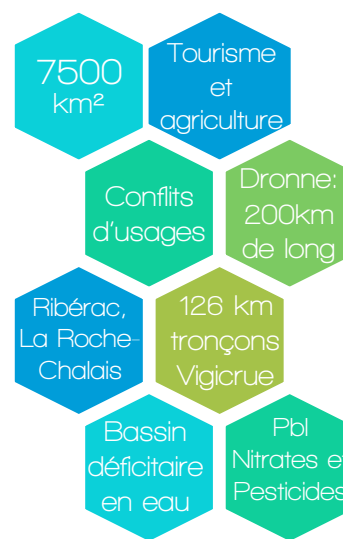 7500
km²
Tourisme
et
agriculture
Conflits
d'usages
Dronne:
200km
de long
Ribérac,
La Roche-
Chalais
126 km
tronçons
Vigicrue
Bassin
déficitaire
en eau
Pbl
Nitrates et
Pesticides